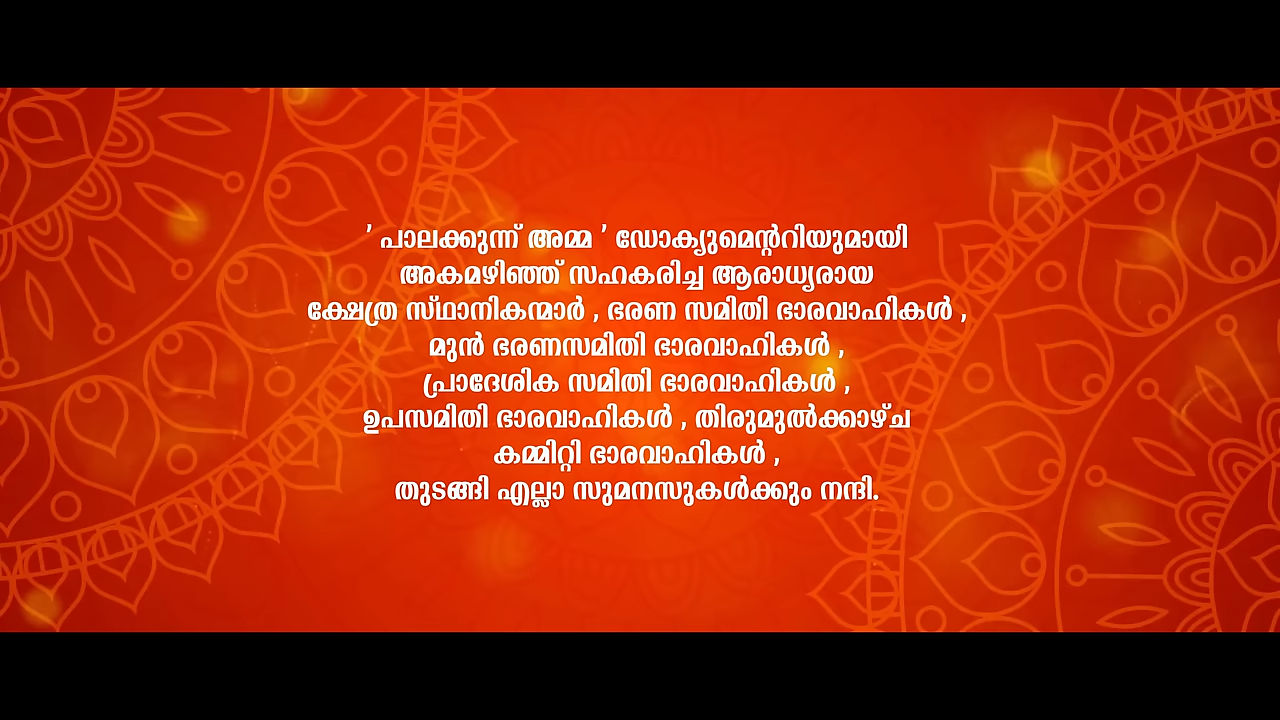 ’ പാലക്കുന്ന് അമ്മ ’ ഡോക്യുമെന്ററിയുമായി
അകമഴിഞ്ഞ് സഹകരിച്ച ആരാധ്യരായ
ക്ഷേത്ര സ്ഥാനികന്മാർ , ഭരണ സമിതി ഭാരവാഹികൾ ,
മുൻ ഭരണസമിതി ഭാരവാഹികൾ ,
പ്രാദേശിക സമിതി ഭാരവാഹികൾ ,
ഉപസമിതി ഭാരവാഹികൾ , തിരുമുൽക്കാഴ്ച
കമ്മിറ്റി ഭാരവാഹികൾ ,
തുടങ്ങി എല്ലാ സുമനസുകൾക്കും നന്ദി.